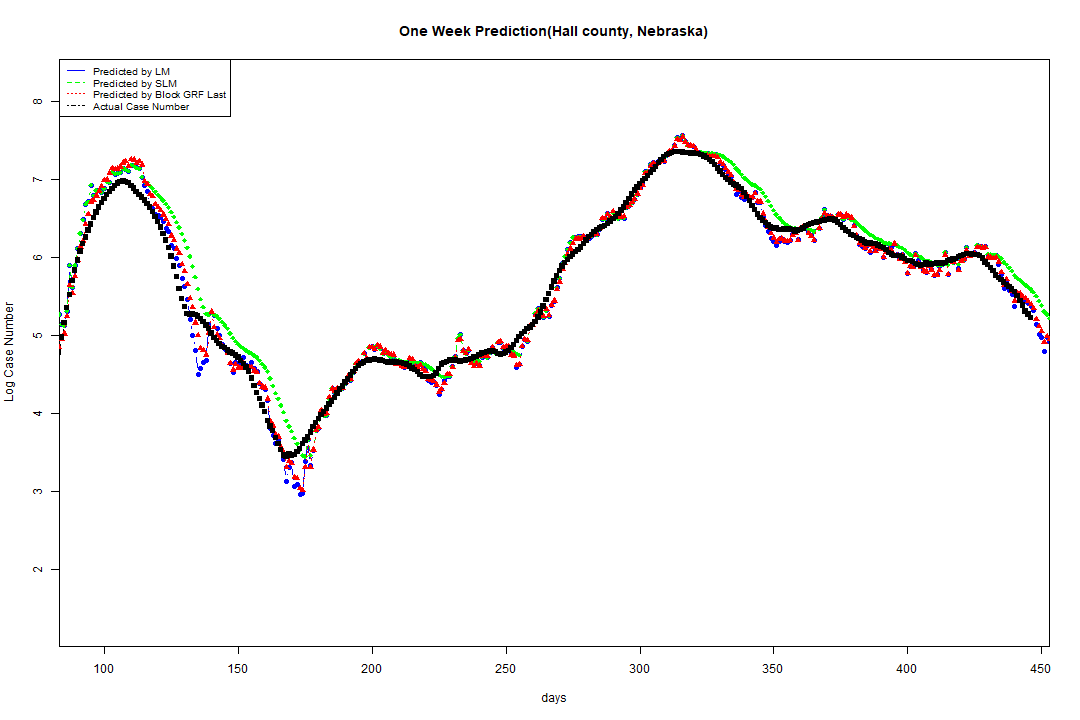 One Week Prediction(Hall county, Nebraska)
Predicted by LM
Predicted by SLM
Predicted by Block GRF Last
Actual Case Number
8
7
6
5
4
3
2
Log Case Number
100 150 200 250 300 350 400 450
days